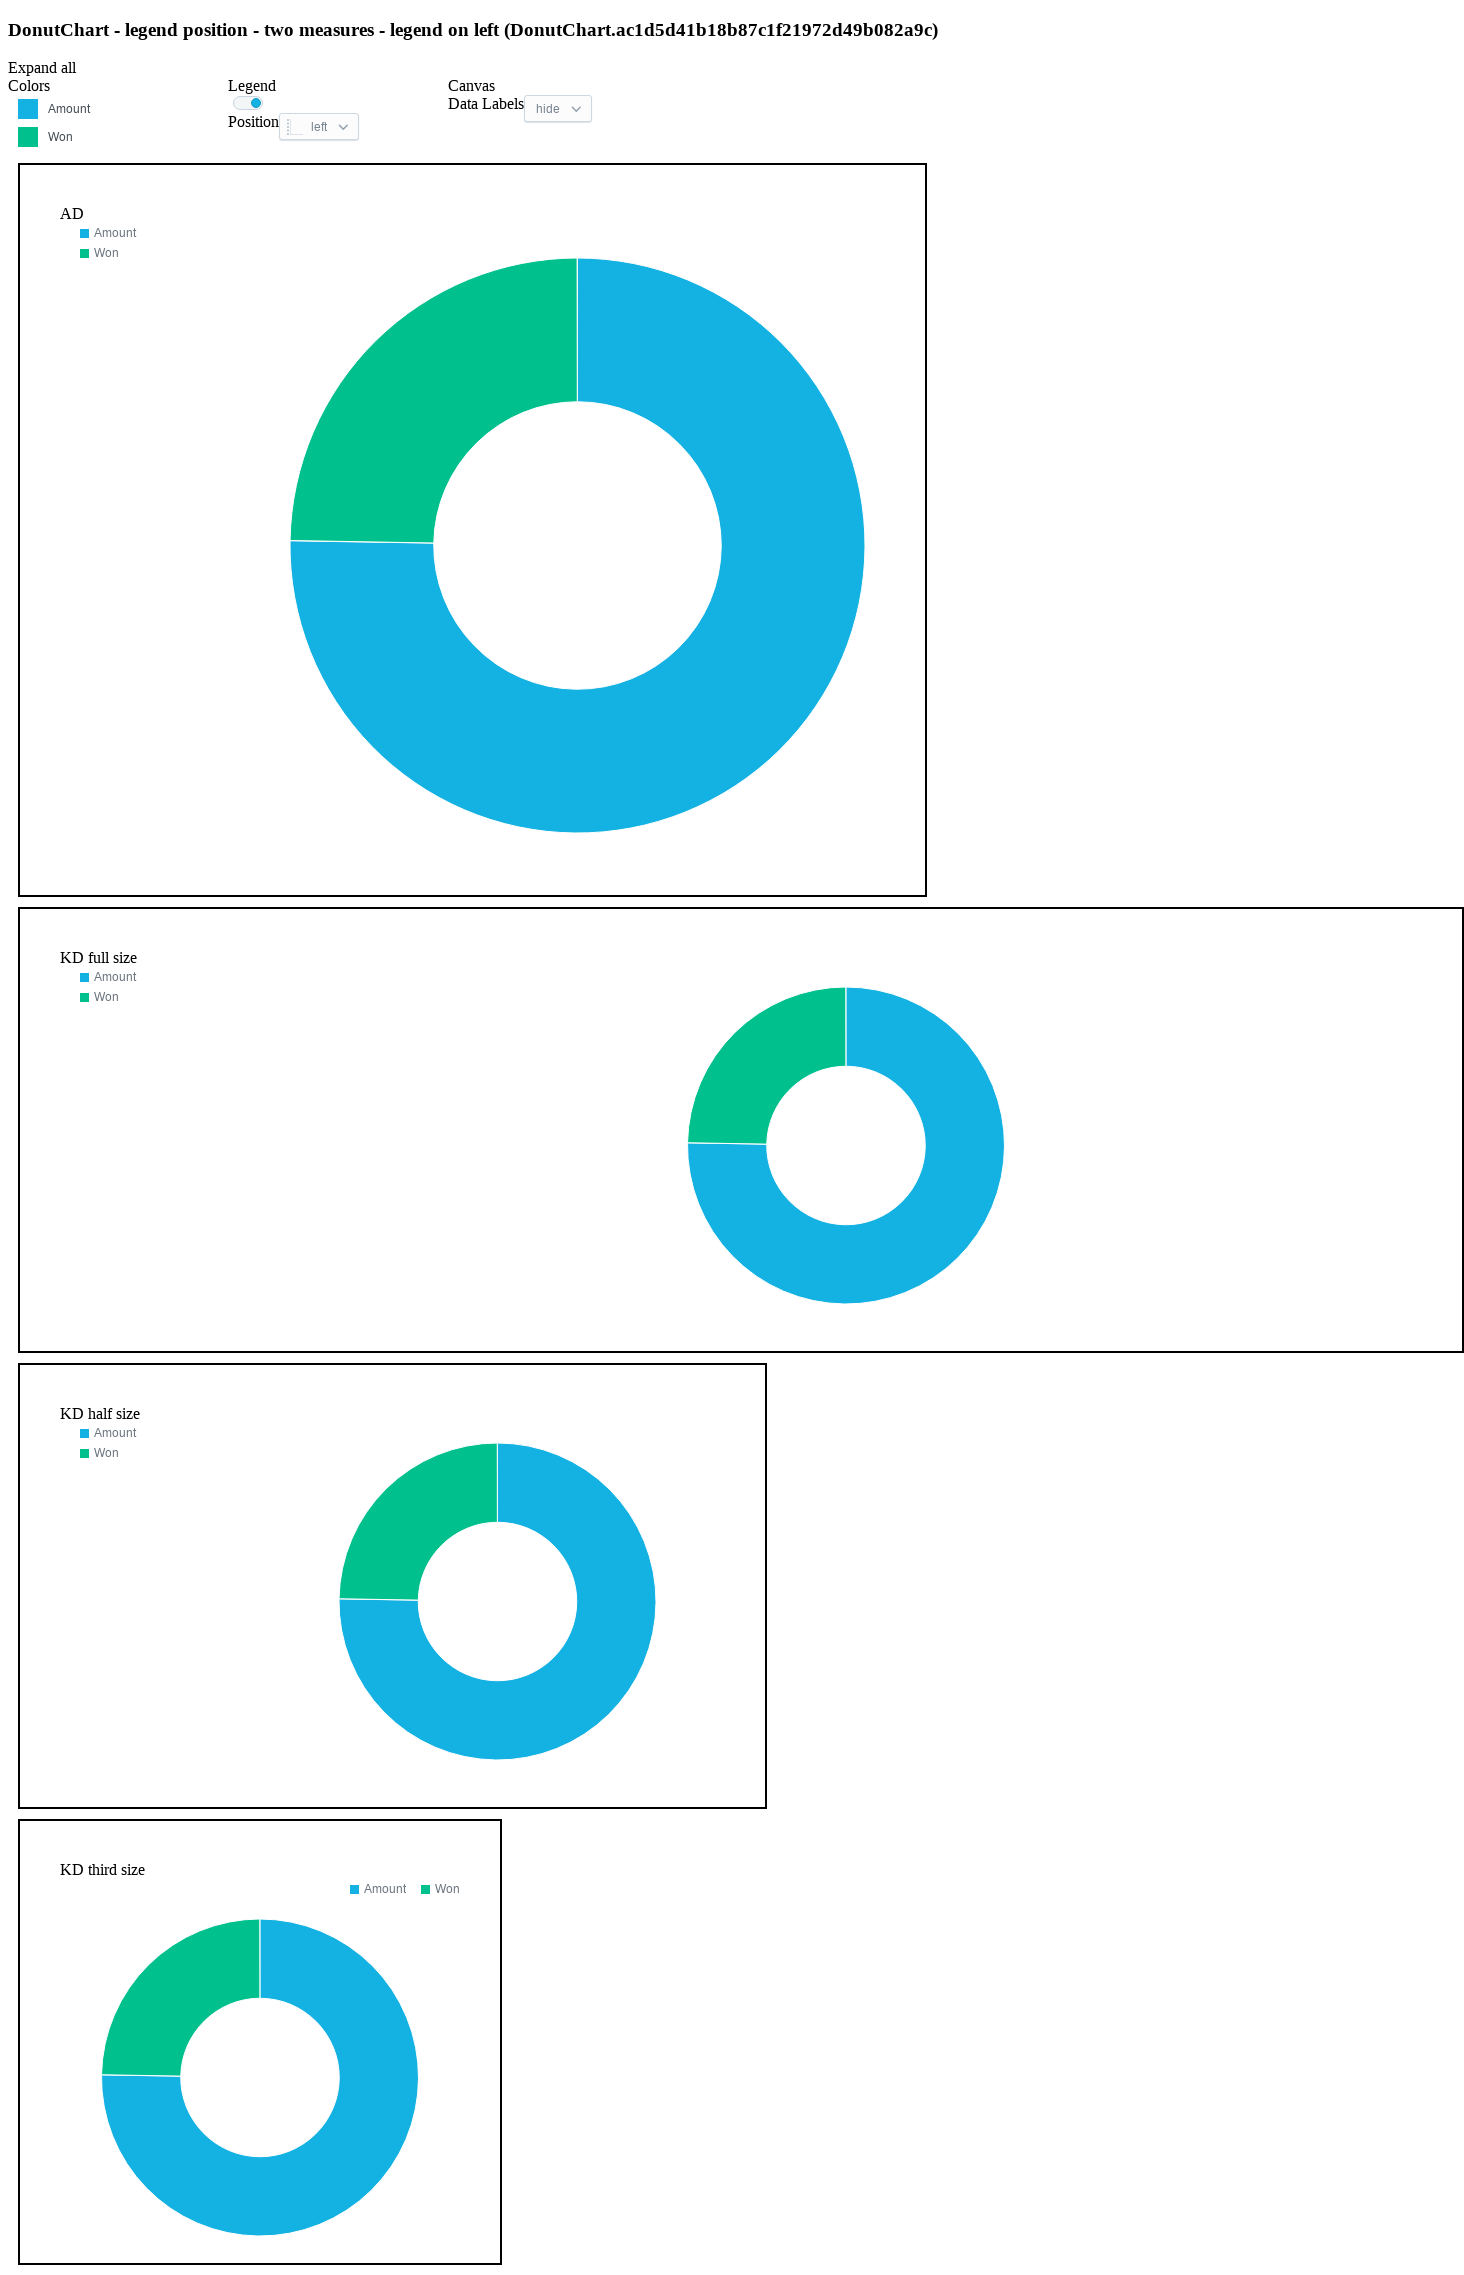 DonutChart - legend position - two measures - legend on left (DonutChart.ac1d5d41b18b87c1f21972d49b082a9c)
Expand all
Colors
Amount
Won
Legend
Position left
Canvas
Data Labels hide
AD
Amount
Won
KD full size
Amount
Won
KD half size
Amount
Won
KD third size
Amount Won